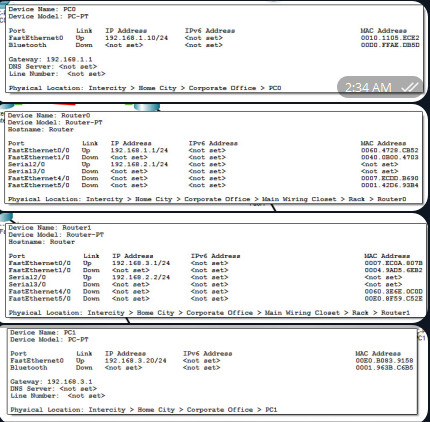 Device Name: PC0
Device Model: PC-PT
Port Link IP Address IPv6 Address MAC Address
FastEthernet0 Up 192.168.1.10/24 <not set> 0010.1105.ECE2
Bluetooth Down <not set> <not set> 00D0.FFAE.DB5D
Gateway: 192.168.1.1
DNS Server: <not set>
Line Number: <not set>
Physical Location: Intercity > Home City > Corporate Office > PC0
2:34 AM
Device Name: Router0
Device Model: Router-PT
Hostname: Router
Port Link IP Address IPv6 Address MAC Address
FastEthernet0/0 Up 192.168.1.1/24 <not set> 0060.4728.CB52
FastEthernet1/0 Down <not set> <not set> 0040.0B00.4703
Serial2/0 Up 192.168.2.1/24 <not set>
Serial3/0 Down <not set> <not set>
FastEthernet4/0 Down <not set> <not set> 0007.ECDD.B690
FastEthernet5/0 Down <not set> <not set> 0001.42D6.93B4
Physical Location: Intercity > Home City > Corporate Office > Main Wiring Closet > Rack > Router0
Device Name: Router1
Device Model: Router-PT
Hostname: Router
Port Link IP Address IPv6 Address MAC Address
FastEthernet0/0 Up 192.168.3.1/24 <not set> 0007.EC0A.807B
FastEthernet1/0 Down <not set> <not set> 0004.9AD5.6EB2
Serial2/0 Up 192.168.2.2/24 <not set>
Serial3/0 Down <not set> <not set>
FastEthernet4/0 Down <not set> <not set> 0060.3E6E.0C0D
FastEthernet5/0 Down <not set> <not set> 00E0.8F59.C52E
Physical Location: Intercity > Home City > Corporate Office > Main Wiring Closet > Rack > Router1
Device Name: PC1
Device Model: PC-PT
Port Link IP Address IPv6 Address MAC Address
FastEthernet0 Up 192.168.3.20/24 <not set> 00E0.B083.9158
Bluetooth Down <not set> <not set> 0001.963B.C6B5
Gateway: 192.168.3.1
DNS Server: <not set>
Line Number: <not set>
Physical Location: Intercity > Home City > Corporate Office > PC1